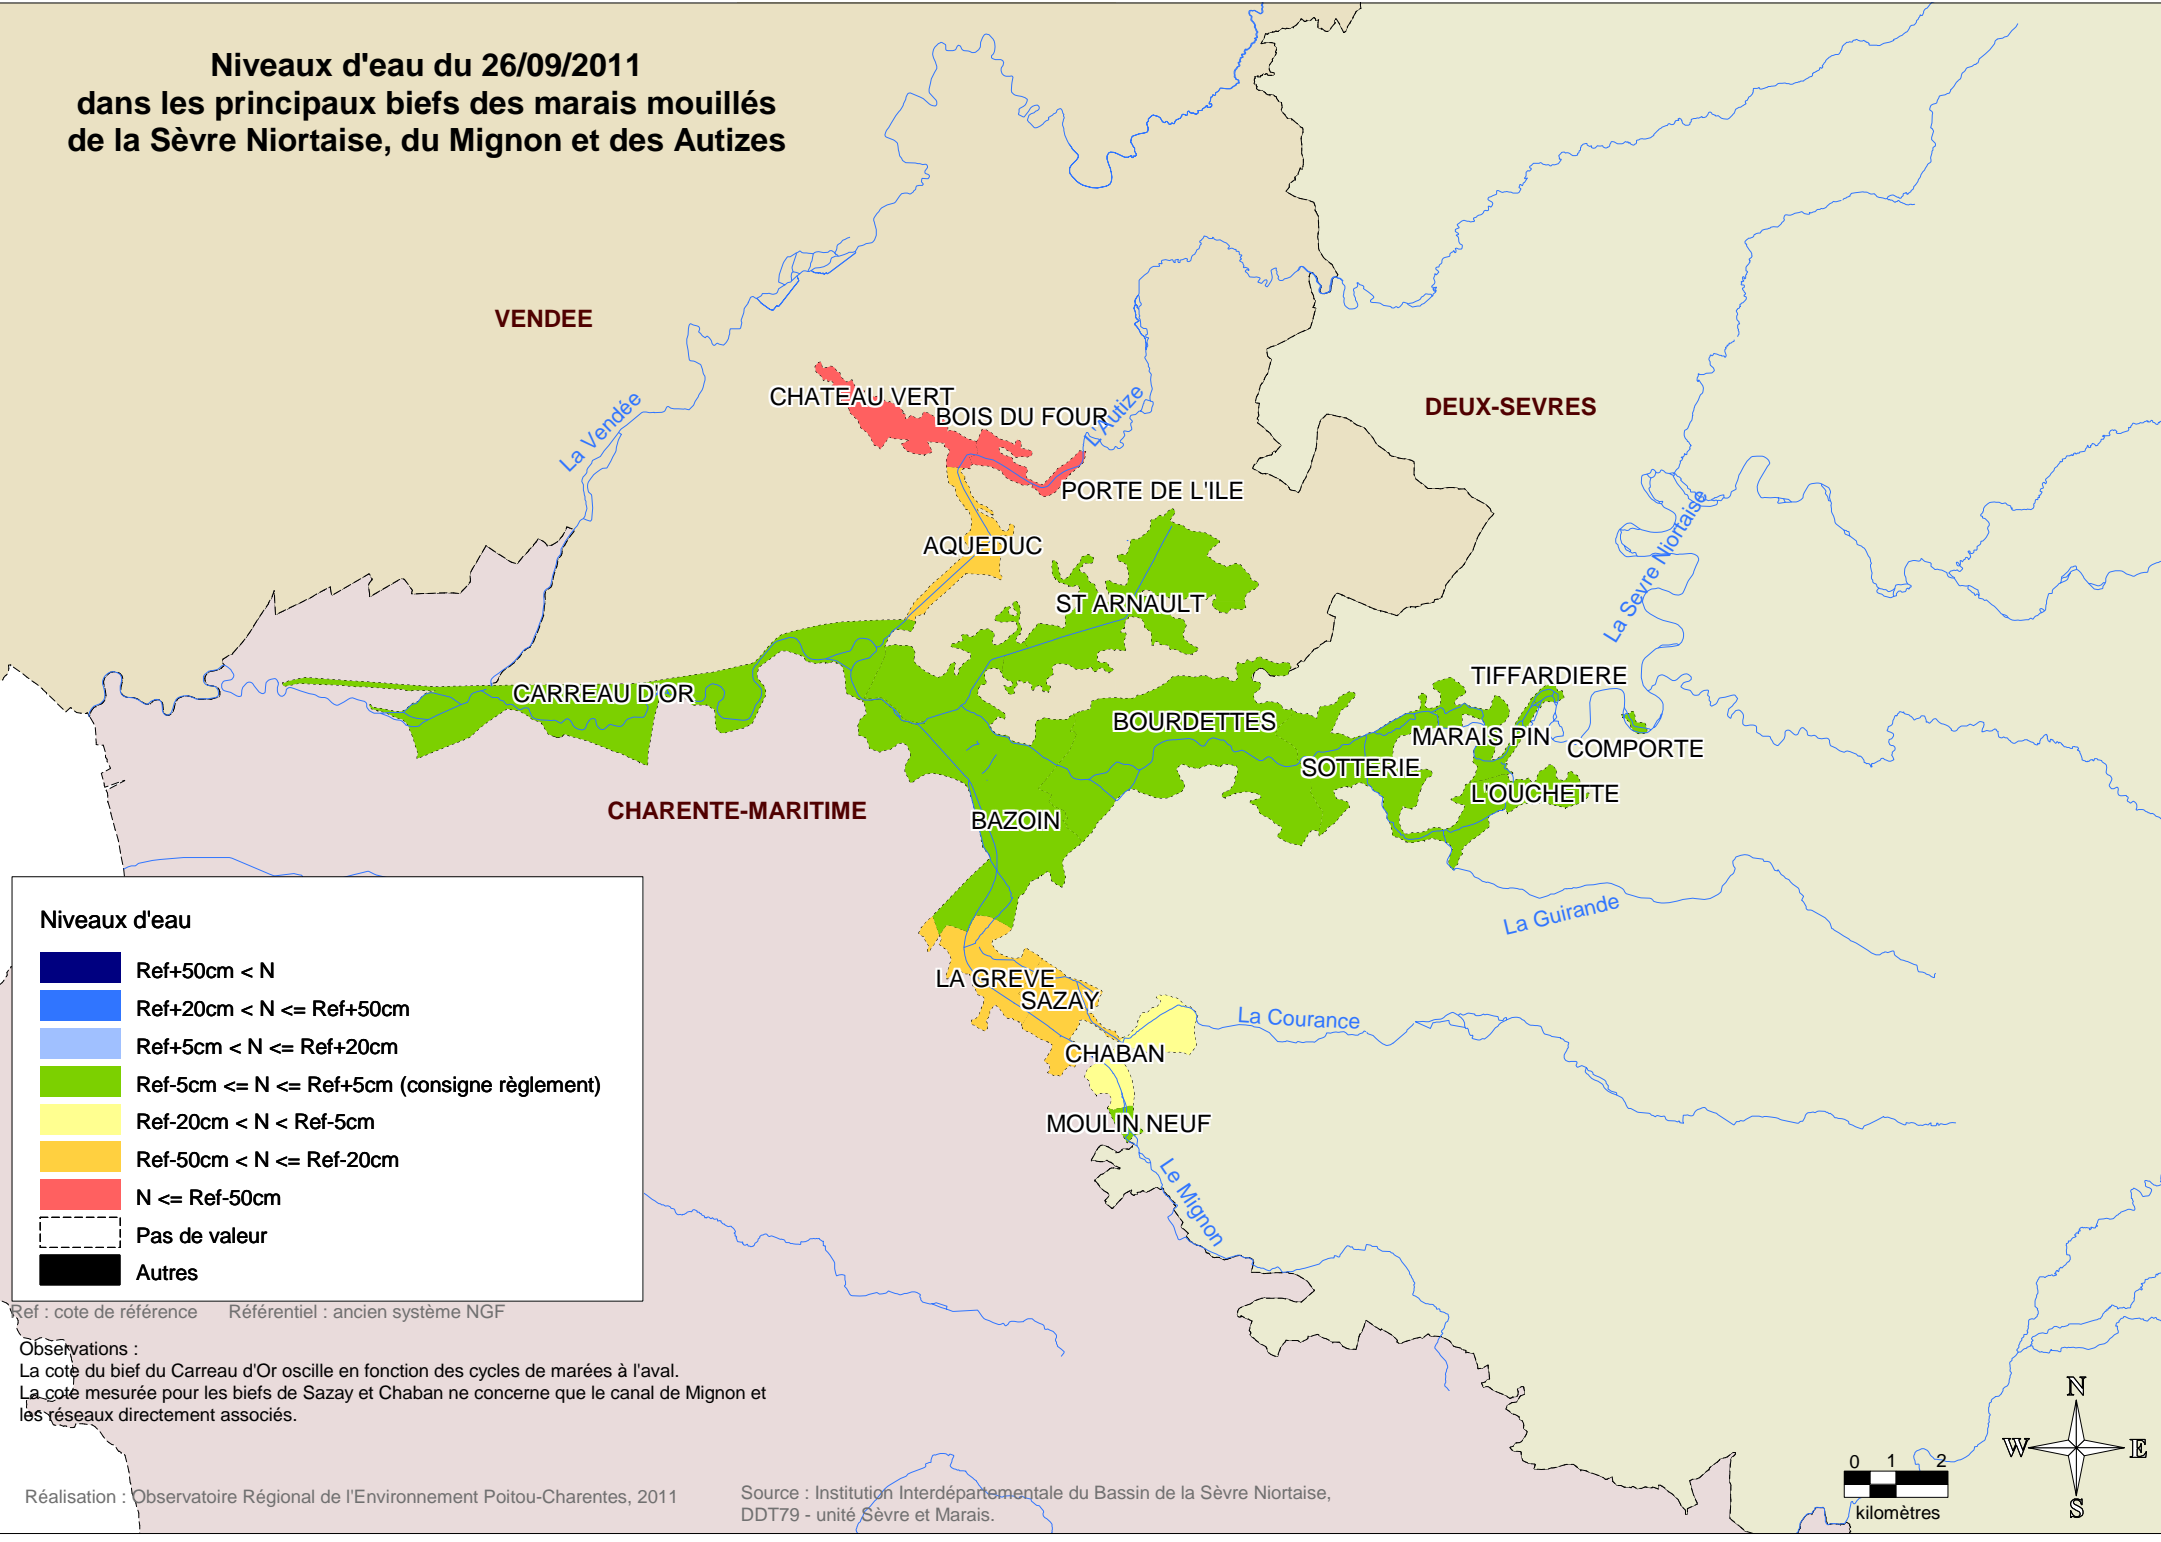 Niveaux d'eau du 26/09/2011
dans les principaux biefs des marais mouillés
de la Sèvre Niortaise, du Mignon et des Autizes
VENDEE
La Vendée
CHATEAU VERT
BOIS DU FOUR
L'Autize
DEUX-SEVRES
PORTE DE L'ILE
AQUEDUC
ST ARNAULT
La Sevre Niortaise
TIFFARDIERE
CARREAU D'OR
BOURDETTES
MARAIS PIN
COMPORTE
SOTTERIE
L'OUCHETTE
CHARENTE-MARITIME
BAZOIN
La Guirande
LA GREVE
SAZAY
La Courance
CHABAN
MOULIN NEUF
Le Mignon
Niveaux d'eau
Ref+50cm < N
Ref+20cm < N <= Ref+50cm
Ref+5cm < N <= Ref+20cm
Ref-5cm <= N <= Ref+5cm (consigne règlement)
Ref-20cm < N < Ref-5cm
Ref-50cm < N <= Ref-20cm
N <= Ref-50cm
Pas de valeur
Autres
Ref : cote de référence Référentiel : ancien système NGF
Observations :
La cote du bief du Carreau d'Or oscille en fonction des cycles de marées à l'aval.
La cote mesurée pour les biefs de Sazay et Chaban ne concerne que le canal de Mignon et
les réseaux directement associés.
Réalisation : Observatoire Régional de l'Environnement Poitou-Charentes, 2011
Source : Institution Interdépartementale du Bassin de la Sèvre Niortaise,
DDT79 - unité Sèvre et Marais.
0 1 2
kilomètres
N
W E
S